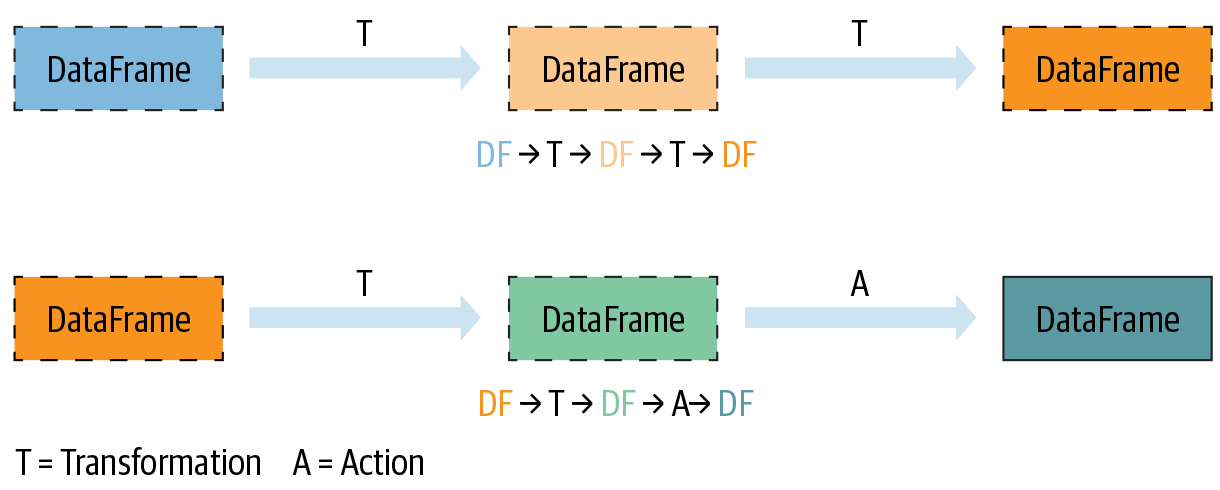 T T
DataFrame DataFrame DataFrame
DF → T → DF → T → DF
T A
DataFrame DataFrame DataFrame
DF → T → DF → A → DF
T = Transformation A = Action